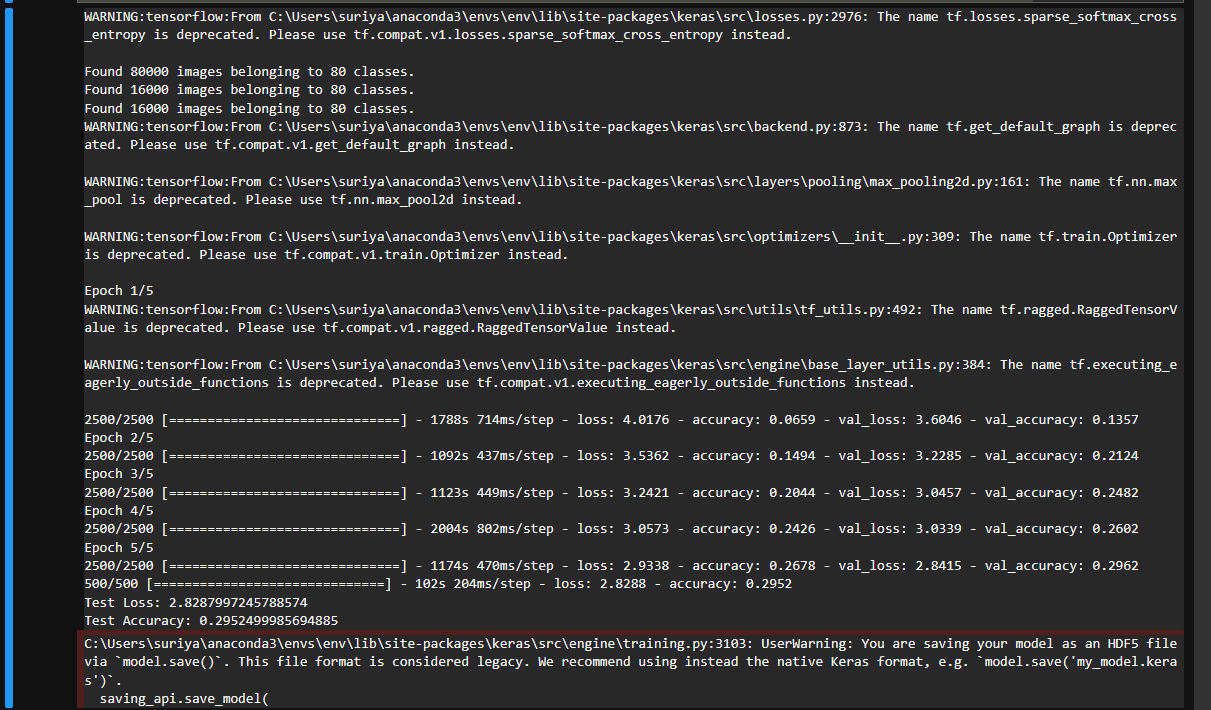 WARNING:tensorflow:From C:\Users\suriya\anaconda3\envs\env\lib\site-packages\keras\src\losses.py:2976: The name tf.losses.sparse_softmax_cross
_entropy is deprecated. Please use tf.compat.v1.losses.sparse_softmax_cross_entropy instead.
Found 80000 images belonging to 80 classes.
Found 16000 images belonging to 80 classes.
Found 16000 images belonging to 80 classes.
WARNING:tensorflow:From C:\Users\suriya\anaconda3\envs\env\lib\site-packages\keras\src\backend.py:873: The name tf.get_default_graph is deprec
ated. Please use tf.compat.v1.get_default_graph instead.
WARNING:tensorflow:From C:\Users\suriya\anaconda3\envs\env\lib\site-packages\keras\src\layers\pooling\max_pooling2d.py:161: The name tf.nn.max
_pool is deprecated. Please use tf.nn.max_pool2d instead.
WARNING:tensorflow:From C:\Users\suriya\anaconda3\envs\env\lib\site-packages\keras\src\optimizers\__init__.py:309: The name tf.train.Optimizer
is deprecated. Please use tf.compat.v1.train.Optimizer instead.
Epoch 1/5
WARNING:tensorflow:From C:\Users\suriya\anaconda3\envs\env\lib\site-packages\keras\src\utils\tf_utils.py:492: The name tf.ragged.RaggedTensorV
alue is deprecated. Please use tf.compat.v1.ragged.RaggedTensorValue instead.
WARNING:tensorflow:From C:\Users\suriya\anaconda3\envs\env\lib\site-packages\keras\src\engine\base_layer_utils.py:384: The name tf.executing_e
agerly_outside_functions is deprecated. Please use tf.compat.v1.executing_eagerly_outside_functions instead.
2500/2500 [==============================] - 1788s 714ms/step - loss: 4.0176 - accuracy: 0.0659 - val_loss: 3.6046 - val_accuracy: 0.1357
Epoch 2/5
2500/2500 [==============================] - 1092s 437ms/step - loss: 3.5362 - accuracy: 0.1494 - val_loss: 3.2285 - val_accuracy: 0.2124
Epoch 3/5
2500/2500 [==============================] - 1123s 449ms/step - loss: 3.2421 - accuracy: 0.2044 - val_loss: 3.0457 - val_accuracy: 0.2482
Epoch 4/5
2500/2500 [==============================] - 2004s 802ms/step - loss: 3.0573 - accuracy: 0.2426 - val_loss: 3.0339 - val_accuracy: 0.2602
Epoch 5/5
2500/2500 [==============================] - 1174s 470ms/step - loss: 2.9338 - accuracy: 0.2678 - val_loss: 2.8415 - val_accuracy: 0.2962
500/500 [==============================] - 102s 204ms/step - loss: 2.8288 - accuracy: 0.2952
Test Loss: 2.8287997245788574
Test Accuracy: 0.2952499985694885
C:\Users\suriya\anaconda3\envs\env\lib\site-packages\keras\src\engine\training.py:3103: UserWarning: You are saving your model as an HDF5 file
via `model.save()`. This file format is considered legacy. We recommend using instead the native Keras format, e.g. `model.save('my_model.kera
s')`.
saving_api.save_model(